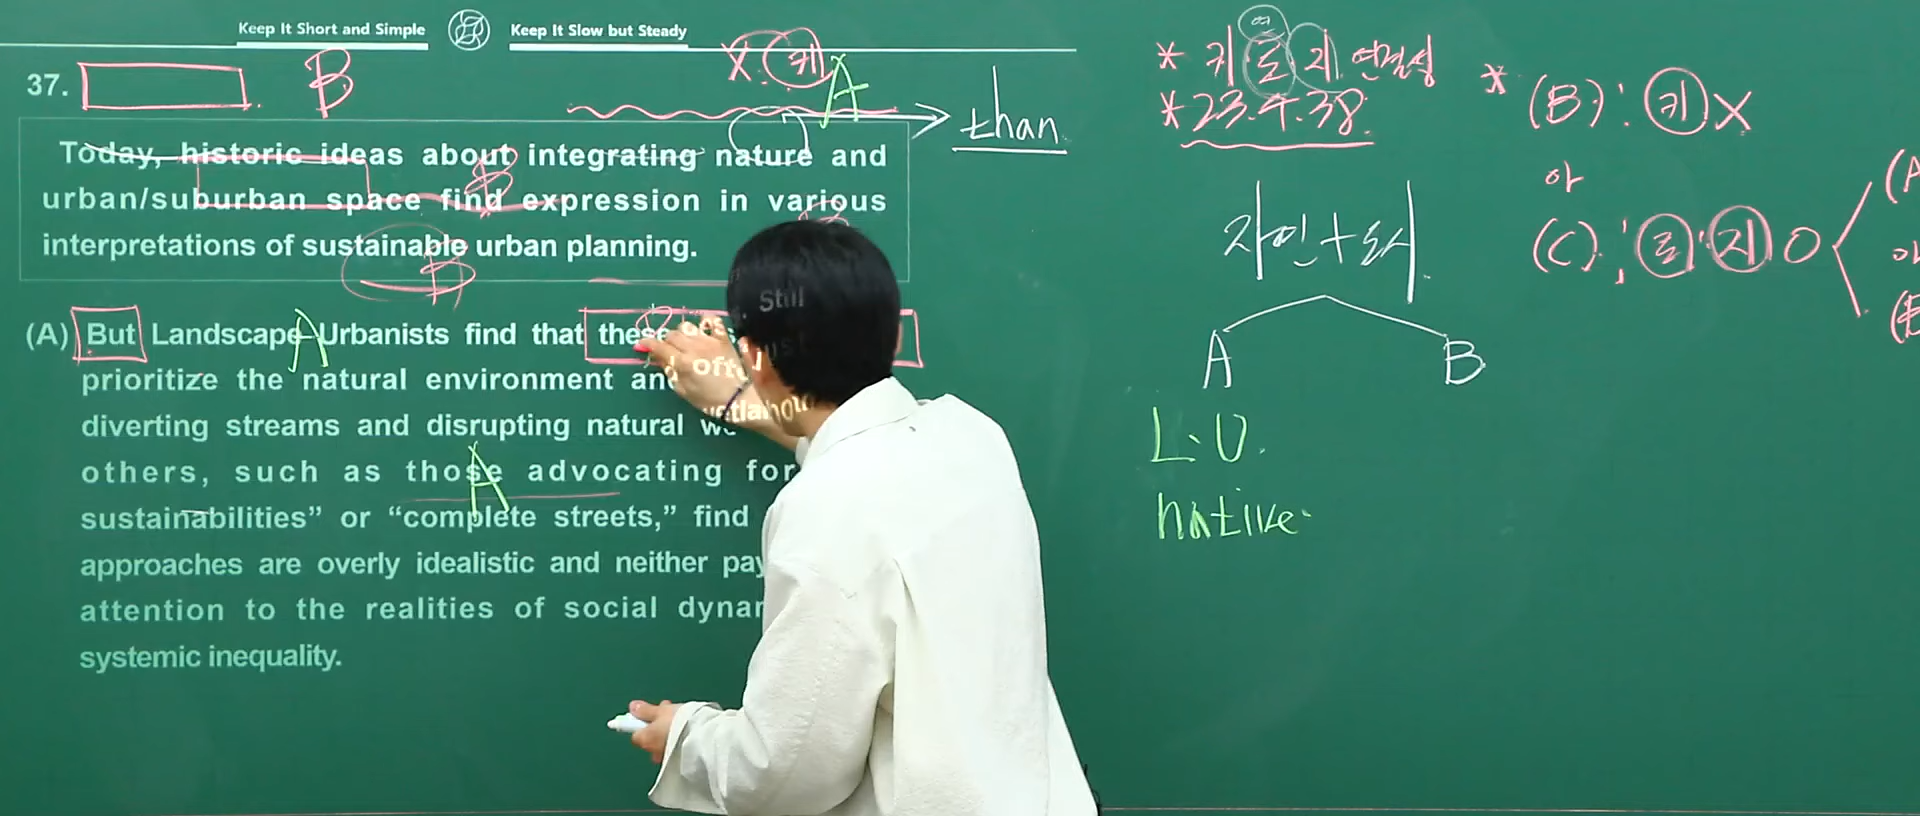 Keep It Short and Simple
Keep It Slow but Steady
37.
B
X 키
A
than
Today, historic ideas about integrating nature and
urban/suburban space find expression in various
interpretations of sustainable urban planning.
B
B
(A) But Landscape Urbanists find that these
Still
prioritize the natural environment and often
diverting streams and disrupting natural
others, such as those advocating for
sustainabilities” or “complete streets,” find
approaches are overly idealistic and neither pay
attention to the realities of social
systemic inequality.
A
A
* 키 로 지 연결성
* 23.4.38
자연+도시
A
B
L.U.
native
* (B): 키 X
(C): 로 지 O